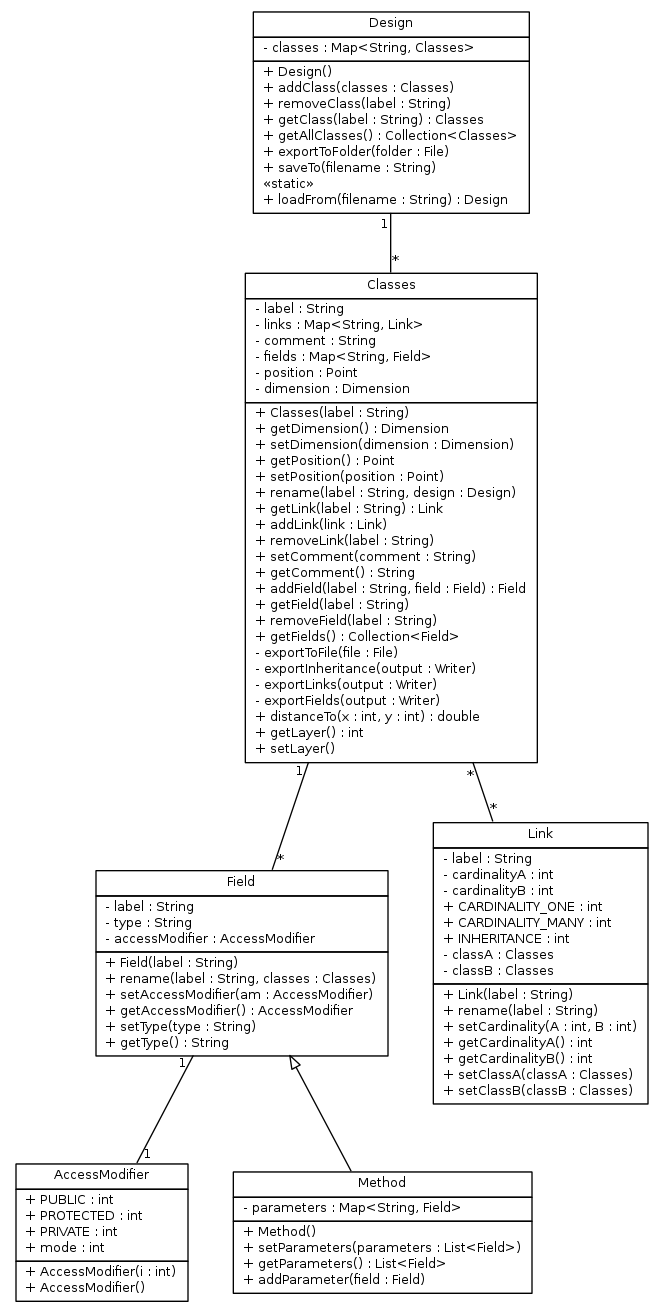 Design
- classes : Map<String, Classes>
+ Design()
+ addClass(classes : Classes)
+ removeClass(label : String)
+ getClass(label : String) : Classes
+ getAllClasses() : Collection<Classes>
+ exportToFolder(folder : File)
+ saveTo(filename : String)
«static»
+ loadFrom(filename : String) : Design
1
*
Classes
- label : String
- links : Map<String, Link>
- comment : String
- fields : Map<String, Field>
- position : Point
- dimension : Dimension
+ Classes(label : String)
+ getDimension() : Dimension
+ setDimension(dimension : Dimension)
+ getPosition() : Point
+ setPosition(position : Point)
+ rename(label : String, design : Design)
+ getLink(label : String) : Link
+ addLink(link : Link)
+ removeLink(label : String)
+ setComment(comment : String)
+ getComment() : String
+ addField(label : String, field : Field) : Field
+ getField(label : String)
+ removeField(label : String)
+ getFields() : Collection<Field>
- exportToFile(file : File)
- exportInheritance(output : Writer)
- exportLinks(output : Writer)
- exportFields(output : Writer)
+ distanceTo(x : int, y : int) : double
+ getLayer() : int
+ setLayer()
1
*
*
*
Link
- label : String
- cardinalityA : int
- cardinalityB : int
+ CARDINALITY_ONE : int
+ CARDINALITY_MANY : int
+ INHERITANCE : int
- classA : Classes
- classB : Classes
+ Link(label : String)
+ rename(label : String)
+ setCardinality(A : int, B : int)
+ getCardinalityA() : int
+ getCardinalityB() : int
+ setClassA(classA : Classes)
+ setClassB(classB : Classes)
Field
- label : String
- type : String
- accessModifier : AccessModifier
+ Field(label : String)
+ rename(label : String, classes : Classes)
+ setAccessModifier(am : AccessModifier)
+ getAccessModifier() : AccessModifier
+ setType(type : String)
+ getType() : String
1
1
AccessModifier
+ PUBLIC : int
+ PROTECTED : int
+ PRIVATE : int
+ mode : int
+ AccessModifier(i : int)
+ AccessModifier()
Method
- parameters : Map<String, Field>
+ Method()
+ setParameters(parameters : List<Field>)
+ getParameters() : List<Field>
+ addParameter(field : Field)